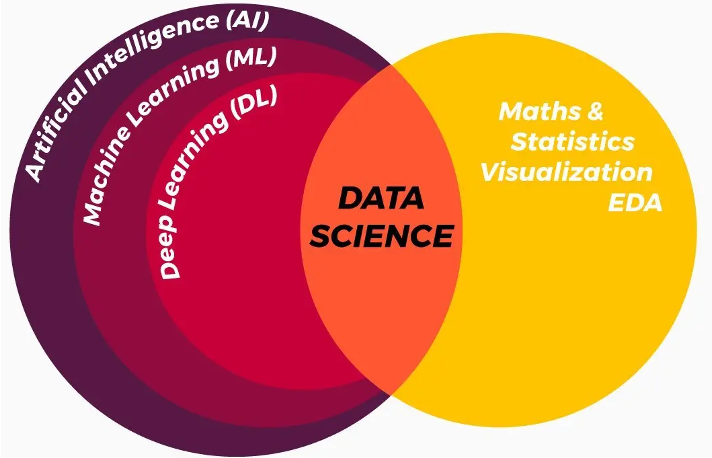 Artificial Intelligence (AI)
Machine Learning (ML)
Deep Learning (DL)
DATA
SCIENCE
Maths &
Statistics
Visualization
EDA